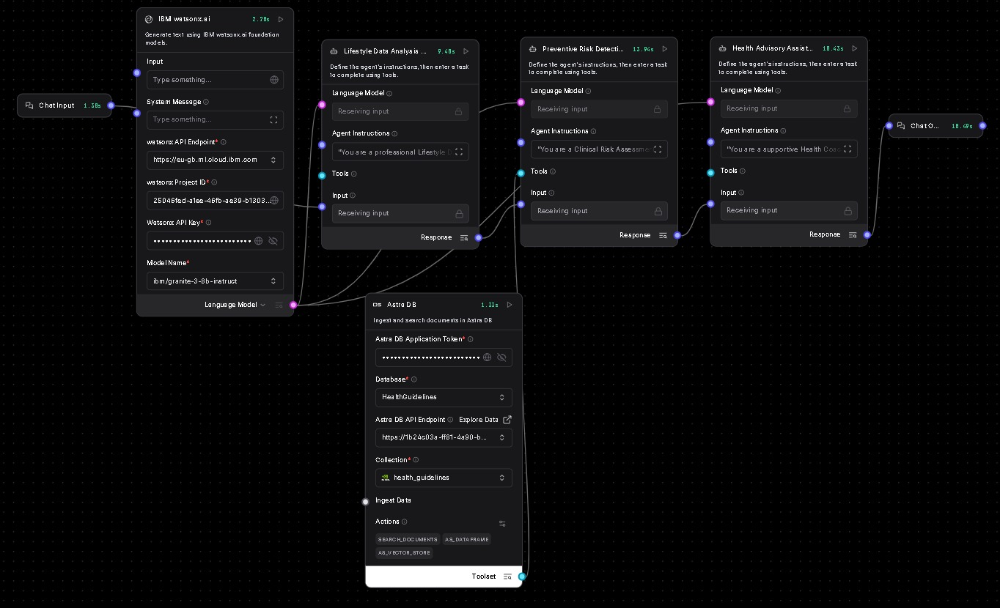 Chat Input 1.38s
IBM watsonx.ai 2.78s
Generate text using IBM watsonx.ai foundation
models.
Input
Type something...
System Message
Type something...
watsonx API Endpoint*
https://eu-gb.ml.cloud.ibm.com
watsonx Project ID*
25046fed-a1ee-46fb-ae39-b1303...
Watsonx API Key*
Model Name*
ibm/granite-3-8b-instruct
Language Model
Lifestyle Data Analysis ... 9.48s
Define the agent's instructions, then enter a task
to complete using tools.
Language Model
Receiving input
Agent Instructions
"You are a professional Lifestyle
Tools
Input
Receiving input
Response
Astra DB 1.33s
Ingest and search documents in Astra DB
Astra DB Application Token*
Database*
HealthGuidelines
Astra DB API Endpoint Explore Data
https://1b24c03a-ff81-4a90-b...
Collection*
health_guidelines
Ingest Data
Actions
SEARCH_DOCUMENTS AS_DATAFRAME
AS_VECTOR_STORE
Toolset
Preventive Risk Detecti... 13.94s
Define the agent's instructions, then enter a task
to complete using tools.
Language Model
Receiving input
Agent Instructions
"You are a Clinical Risk Assessme
Tools
Input
Receiving input
Response
Health Advisory Assist... 18.43s
Define the agent's instructions, then enter a task
to complete using tools.
Language Model
Receiving input
Agent Instructions
"You are a supportive Health Coac
Tools
Input
Receiving input
Response
Chat O... 18.49s